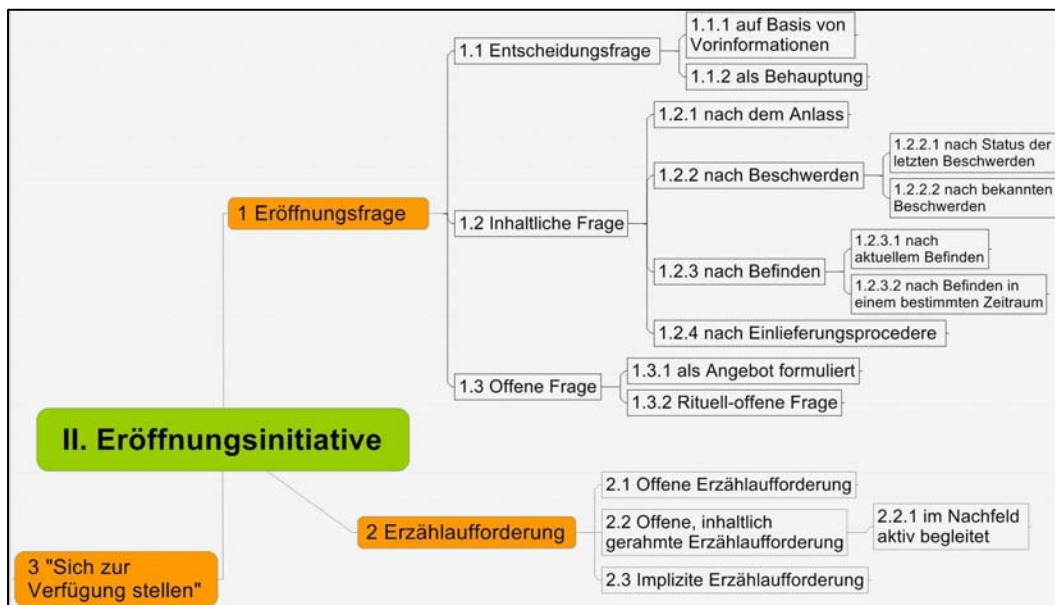 1 Eröffnungsfrage
1.1 Entscheidungsfrage
1.1.1 auf Basis von
Vorinformationen
1.1.2 als Behauptung
1.2 Inhaltliche Frage
1.2.1 nach dem Anlass
1.2.2 nach Beschwerden
1.2.2.1 nach Status der
letzten Beschwerden
1.2.2.2 nach bekannten
Beschwerden
1.2.3 nach Befinden
1.2.3.1 nach
aktuellem Befinden
1.2.3.2 nach Befinden in
einem bestimmten Zeitraum
1.2.4 nach Einlieferungsprocedere
1.3 Offene Frage
1.3.1 als Angebot formuliert
1.3.2 Rituell-offene Frage
II. Eröffnungsinitiative
2 Erzählaufforderung
2.1 Offene Erzählaufforderung
2.2 Offene, inhaltlich
gerahmte Erzählaufforderung
2.2.1 im Nachfeld
aktiv begleitet
2.3 Implizite Erzählaufforderung
3 "Sich zur
Verfügung stellen"